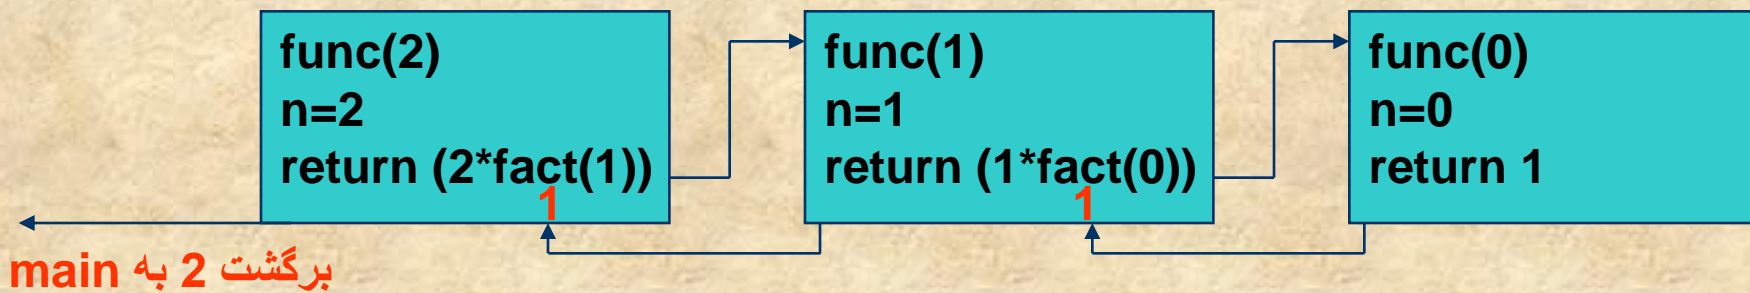 func(2)
n=2
return (2*fact(1))
1
func(1)
n=1
return (1*fact(0))
1
func(0)
n=0
return 1
برگشت 2 به main